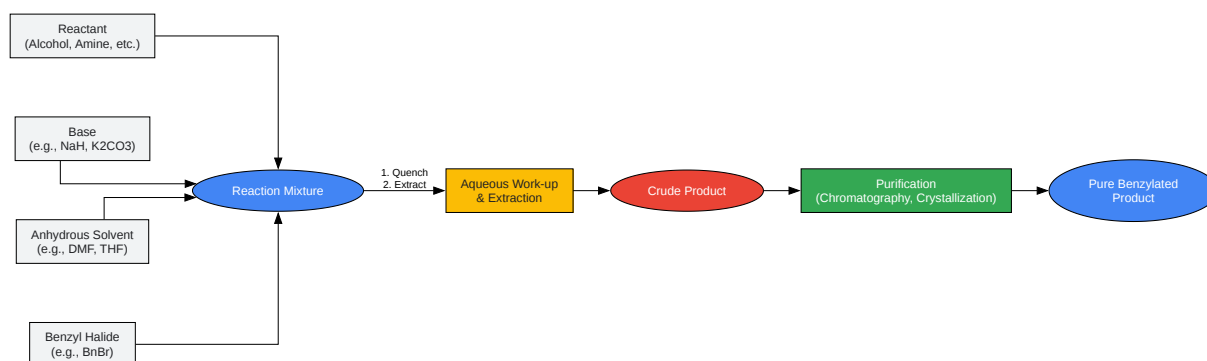 Reactant
(Alcohol, Amine, etc.)
Base
(e.g., NaH, K2CO3)
Anhydrous Solvent
(e.g., DMF, THF)
Benzyl Halide
(e.g., BnBr)
Reaction Mixture
1. Quench
2. Extract
Aqueous Work-up
& Extraction
Crude Product
Purification
(Chromatography, Crystallization)
Pure Benzylated
Product